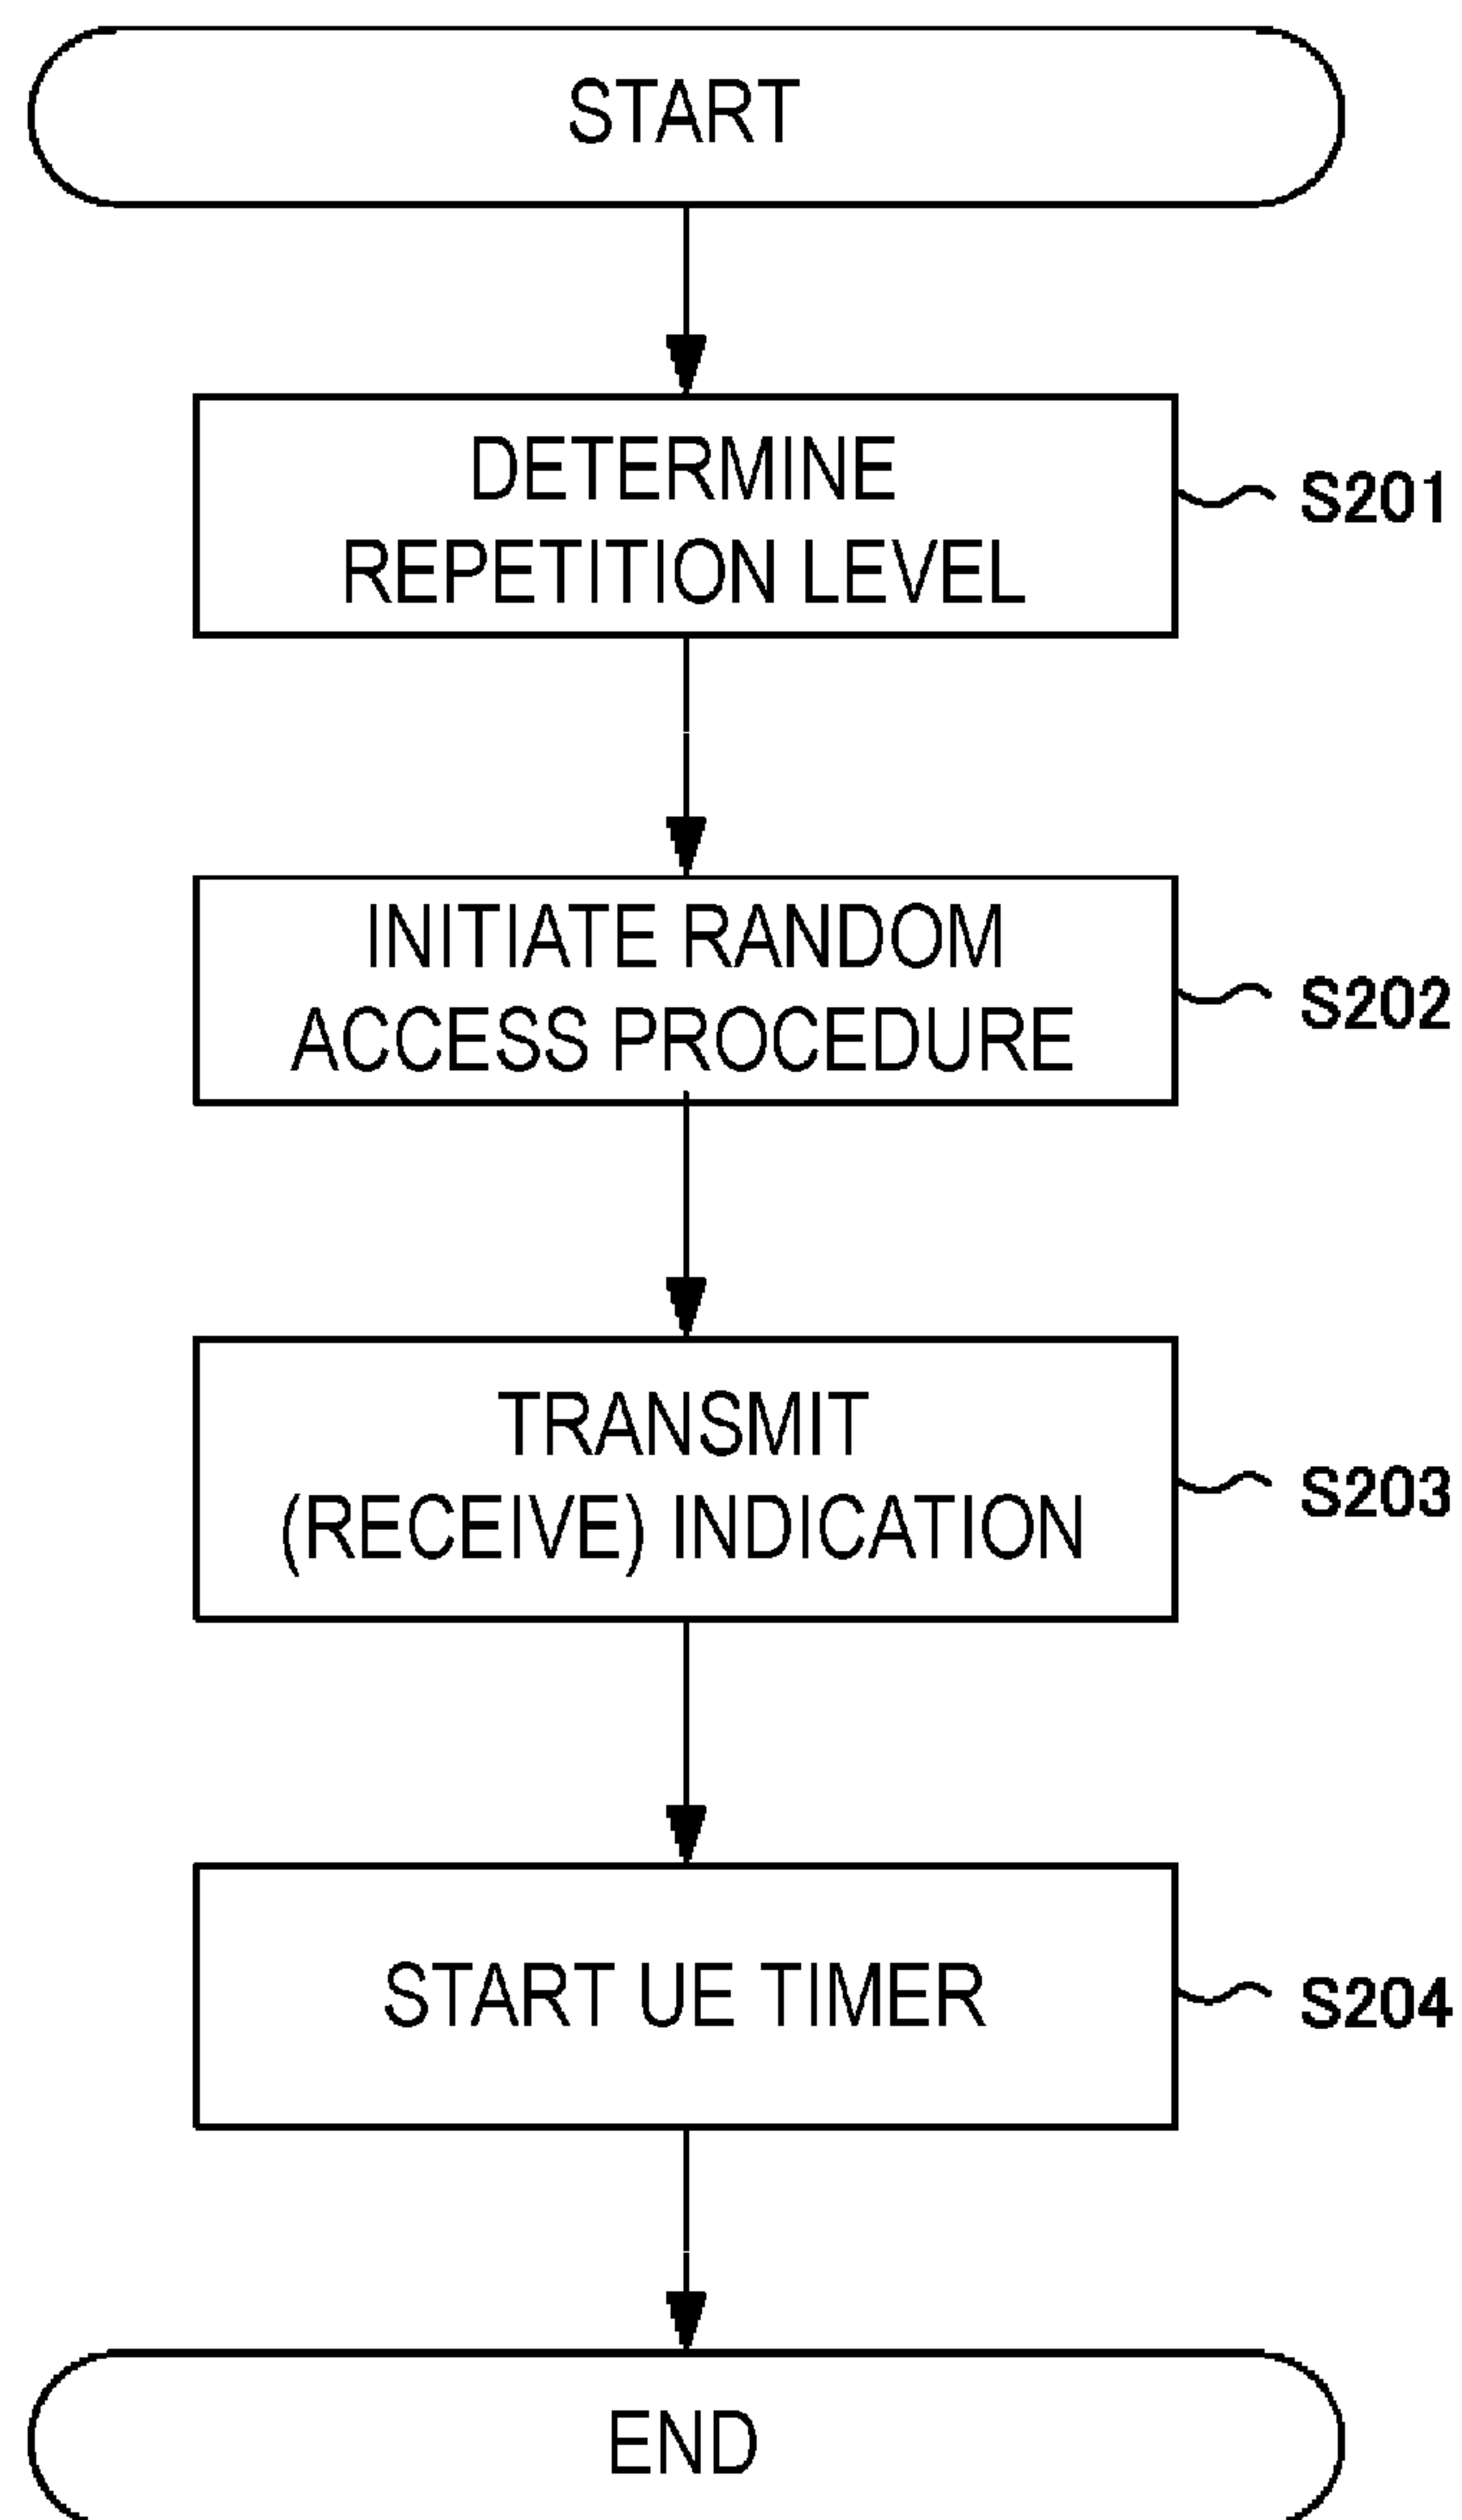 START
DETERMINE
REPETITION LEVEL
S201
INITIATE RANDOM
ACCESS PROCEDURE
S202
TRANSMIT
(RECEIVE) INDICATION
S203
START UE TIMER
S204
END